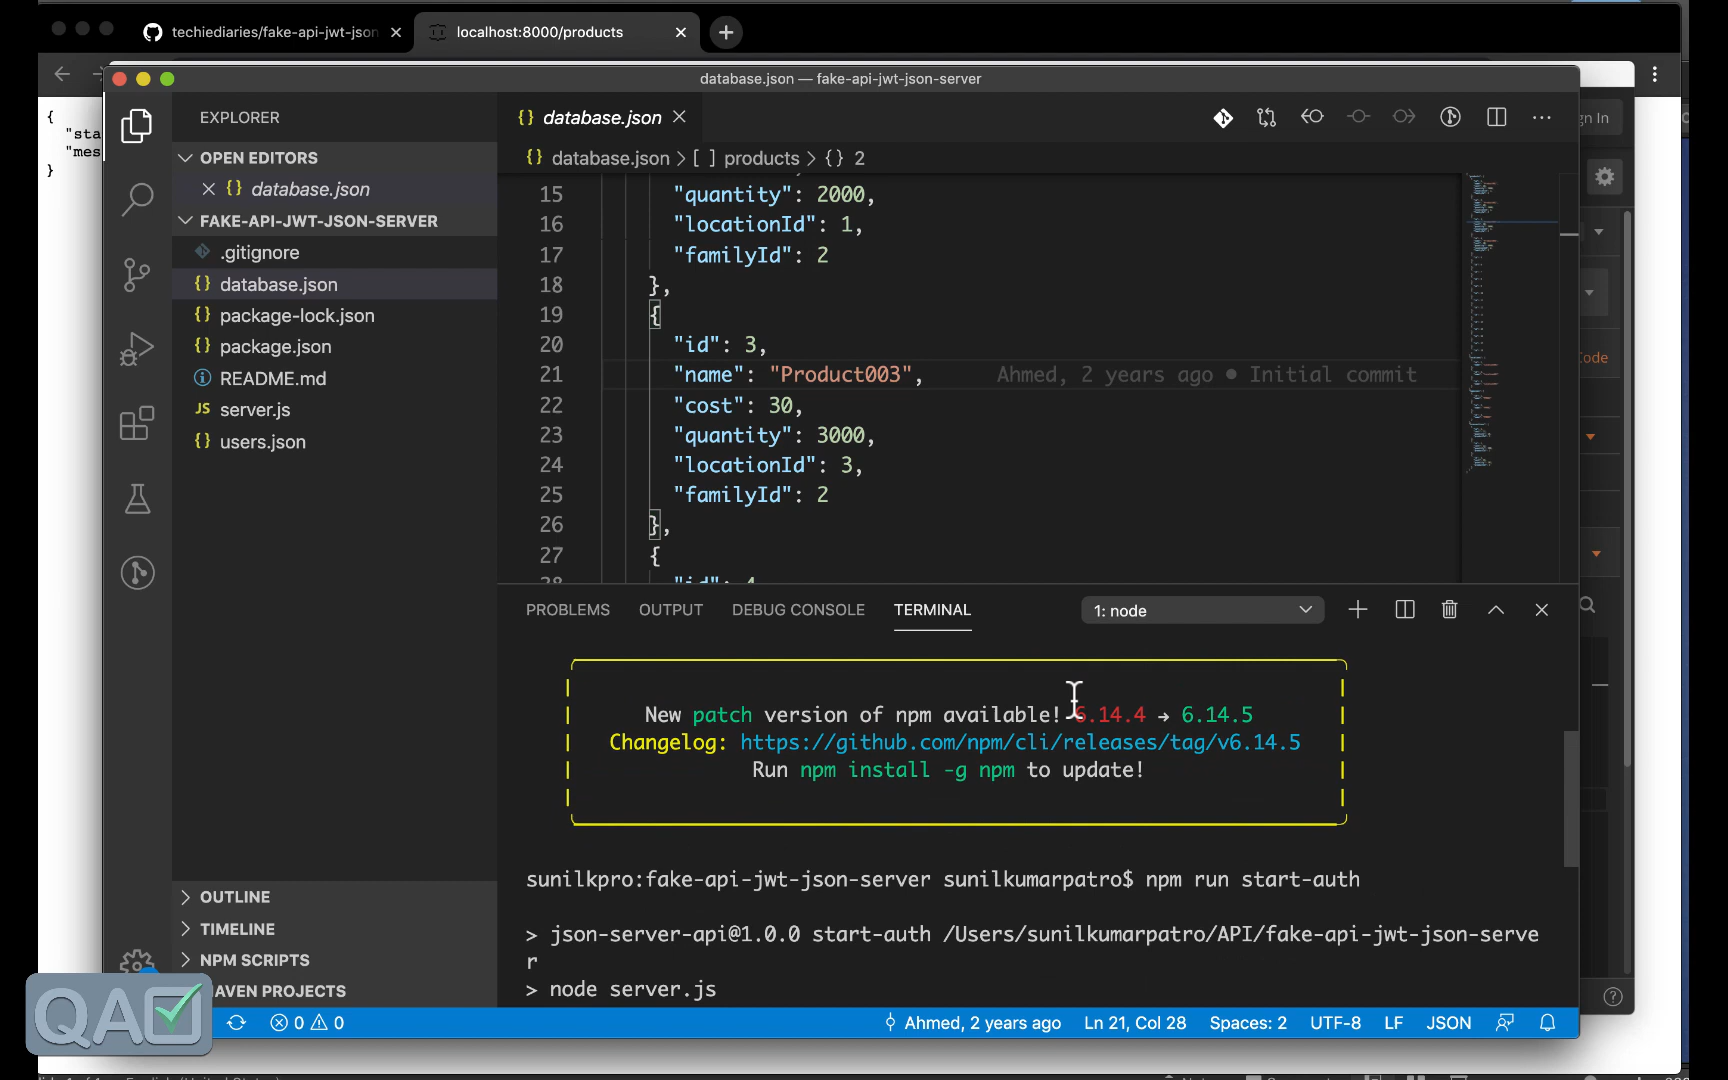 techiediaries/fake-api-jwt-json
localhost:8000/products
database.json — fake-api-jwt-json-server
{
"sta
"mes
}
gn In
EXPLORER
OPEN EDITORS
{} database.json
FAKE-API-JWT-JSON-SERVER
.gitignore
{} database.json
{} package-lock.json
{} package.json
README.md
JS server.js
{} users.json
OUTLINE
TIMELINE
NPM SCRIPTS
AVEN PROJECTS
{} database.json
{} database.json > [ ] products > {} 2
15 "quantity": 2000,
16 "locationId": 1,
17 "familyId": 2
18 },
19 {
20 "id": 3,
21 "name": "Product003", Ahmed, 2 years ago • Initial commit
22 "cost": 30,
23 "quantity": 3000,
24 "locationId": 3,
25 "familyId": 2
26 },
27 {
28 "id": 4,
ode
PROBLEMS OUTPUT DEBUG CONSOLE TERMINAL 1: node
New patch version of npm available! 6.14.4 → 6.14.5
Changelog: https://github.com/npm/cli/releases/tag/v6.14.5
Run npm install -g npm to update!
sunilkpro:fake-api-jwt-json-server sunilkumarpatro$ npm run start-auth
> json-server-api@1.0.0 start-auth /Users/sunilkumarpatro/API/fake-api-jwt-json-serve
r
> node server.js
QA
0 0 Ahmed, 2 years ago Ln 21, Col 28 Spaces: 2 UTF-8 LF JSON